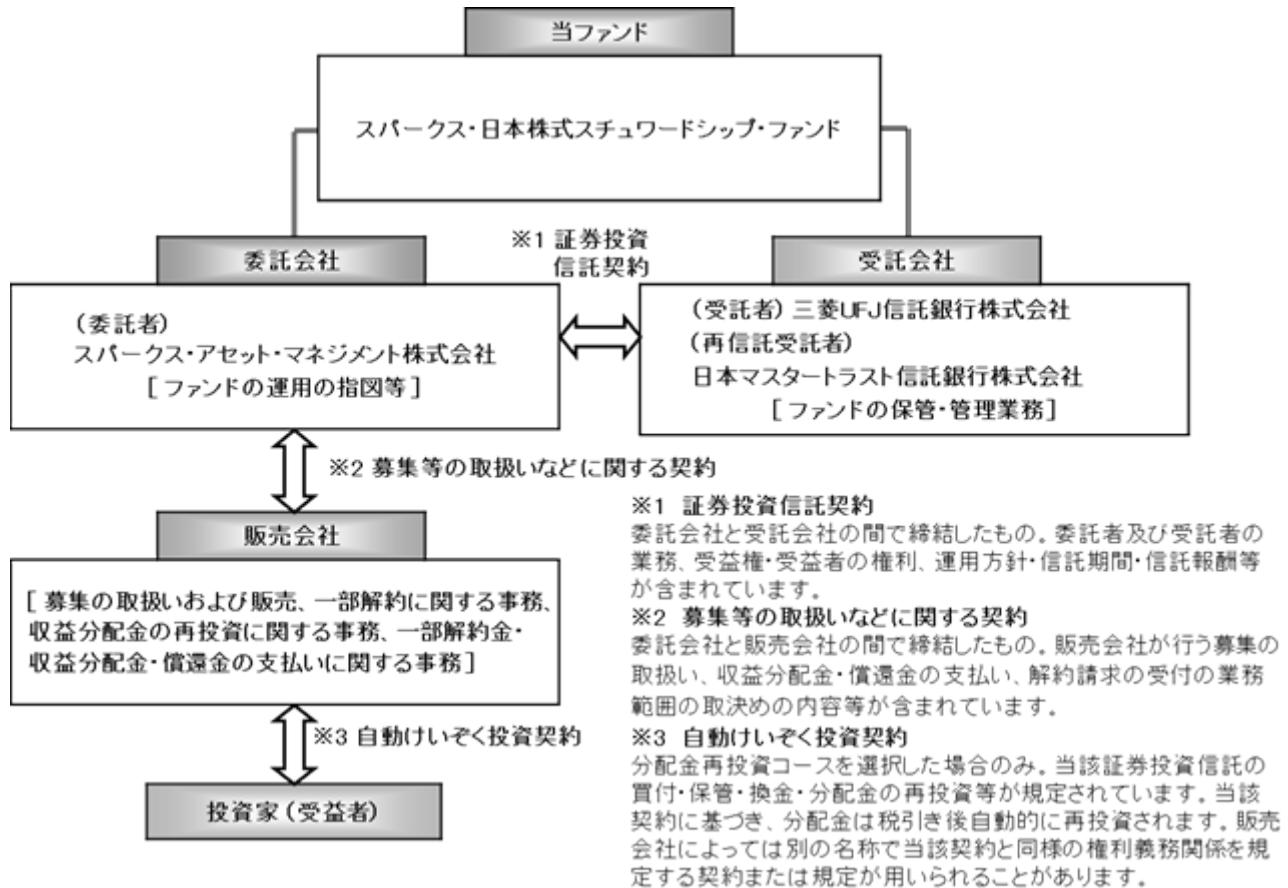 当ファンド
スパークス・日本株式スチュワードシップ・ファンド
委託会社
(委託者)
スパークス・アセット・マネジメント株式会社
[ファンドの運用の指図等]
※1 証券投資
信託契約
受託会社
(受託者) 三菱UFJ信託銀行株式会社
(再信託受託者)
日本マスタートラスト信託銀行株式会社
[ファンドの保管・管理業務]
※2 募集等の取扱いなどに関する契約
販売会社
[ 募集の取扱いおよび販売、一部解約に関する事務、
収益分配金の再投資に関する事務、一部解約金・
収益分配金・償還金の支払いに関する事務]
※3 自動けいぞく投資契約
投資家(受益者)
※1 証券投資信託契約
委託会社と受託会社の間で締結したもの。委託者及び受託者の
業務、受益権・受益者の権利、運用方針・信託期間・信託報酬等
が含まれています。
※2 募集等の取扱いなどに関する契約
委託会社と販売会社の間で締結したもの。販売会社が行う募集の
取扱い、収益分配金・償還金の支払い、解約請求の受付の業務
範囲の取決めの内容等が含まれています。
※3 自動けいぞく投資契約
分配金再投資コースを選択した場合のみ。当該証券投資信託の
買付・保管・換金・分配金の再投資等が規定されています。当該
契約に基づき、分配金は税引き後自動的に再投資されます。販売
会社によっては別の名称で当該契約と同様の権利義務関係を規
定する契約または規定が用いられることがあります。